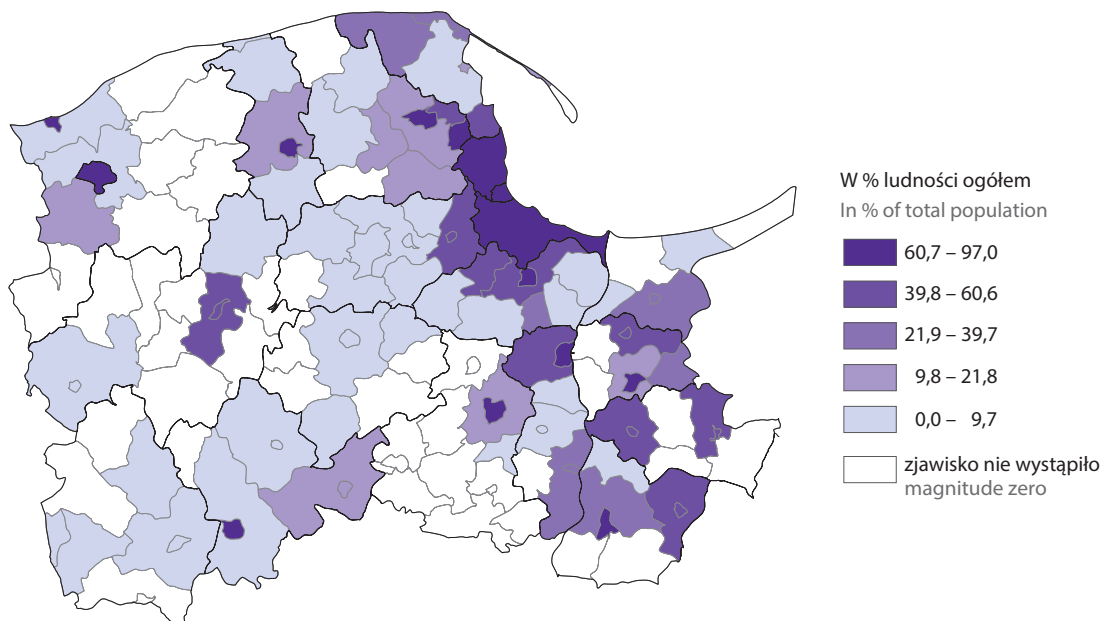 W % ludności ogółem
In % of total population
60,7 – 97,0
39,8 – 60,6
21,9 – 39,7
9,8 – 21,8
0,0 – 9,7
zjawisko nie wystąpiło
magnitude zero